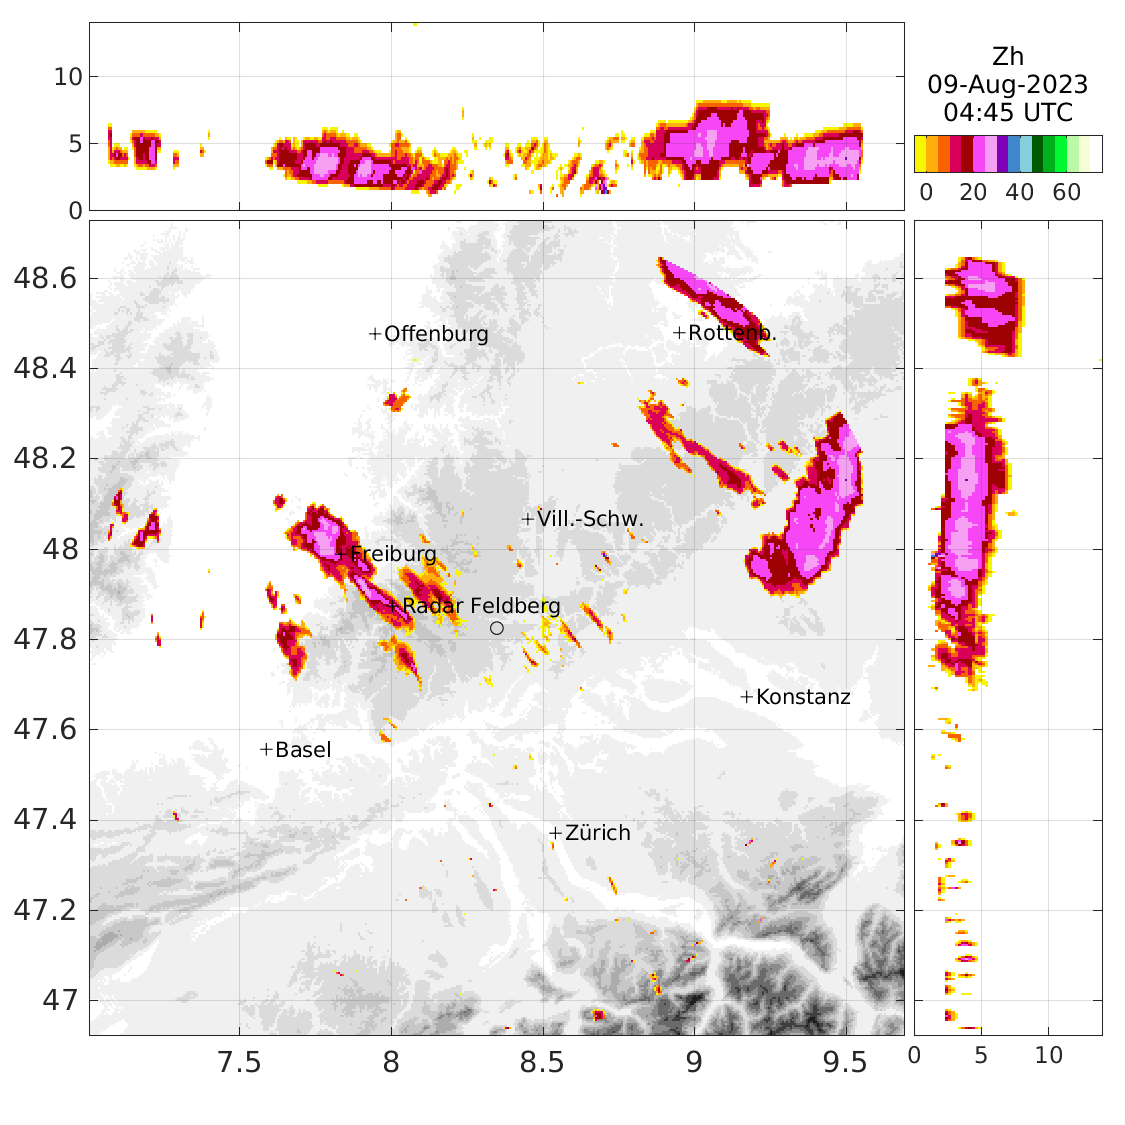 10
5
0
Zh
09-Aug-2023
04:45 UTC
0 20 40 60
48.6
48.4
48.2
48
47.8
47.6
47.4
47.2
47
+Offenburg
+Rottenb.
+Vill.-Schw.
+Freiburg
+Radar Feldberg
+Konstanz
+Basel
+Zürich
7.5 8 8.5 9 9.5
0 5 10